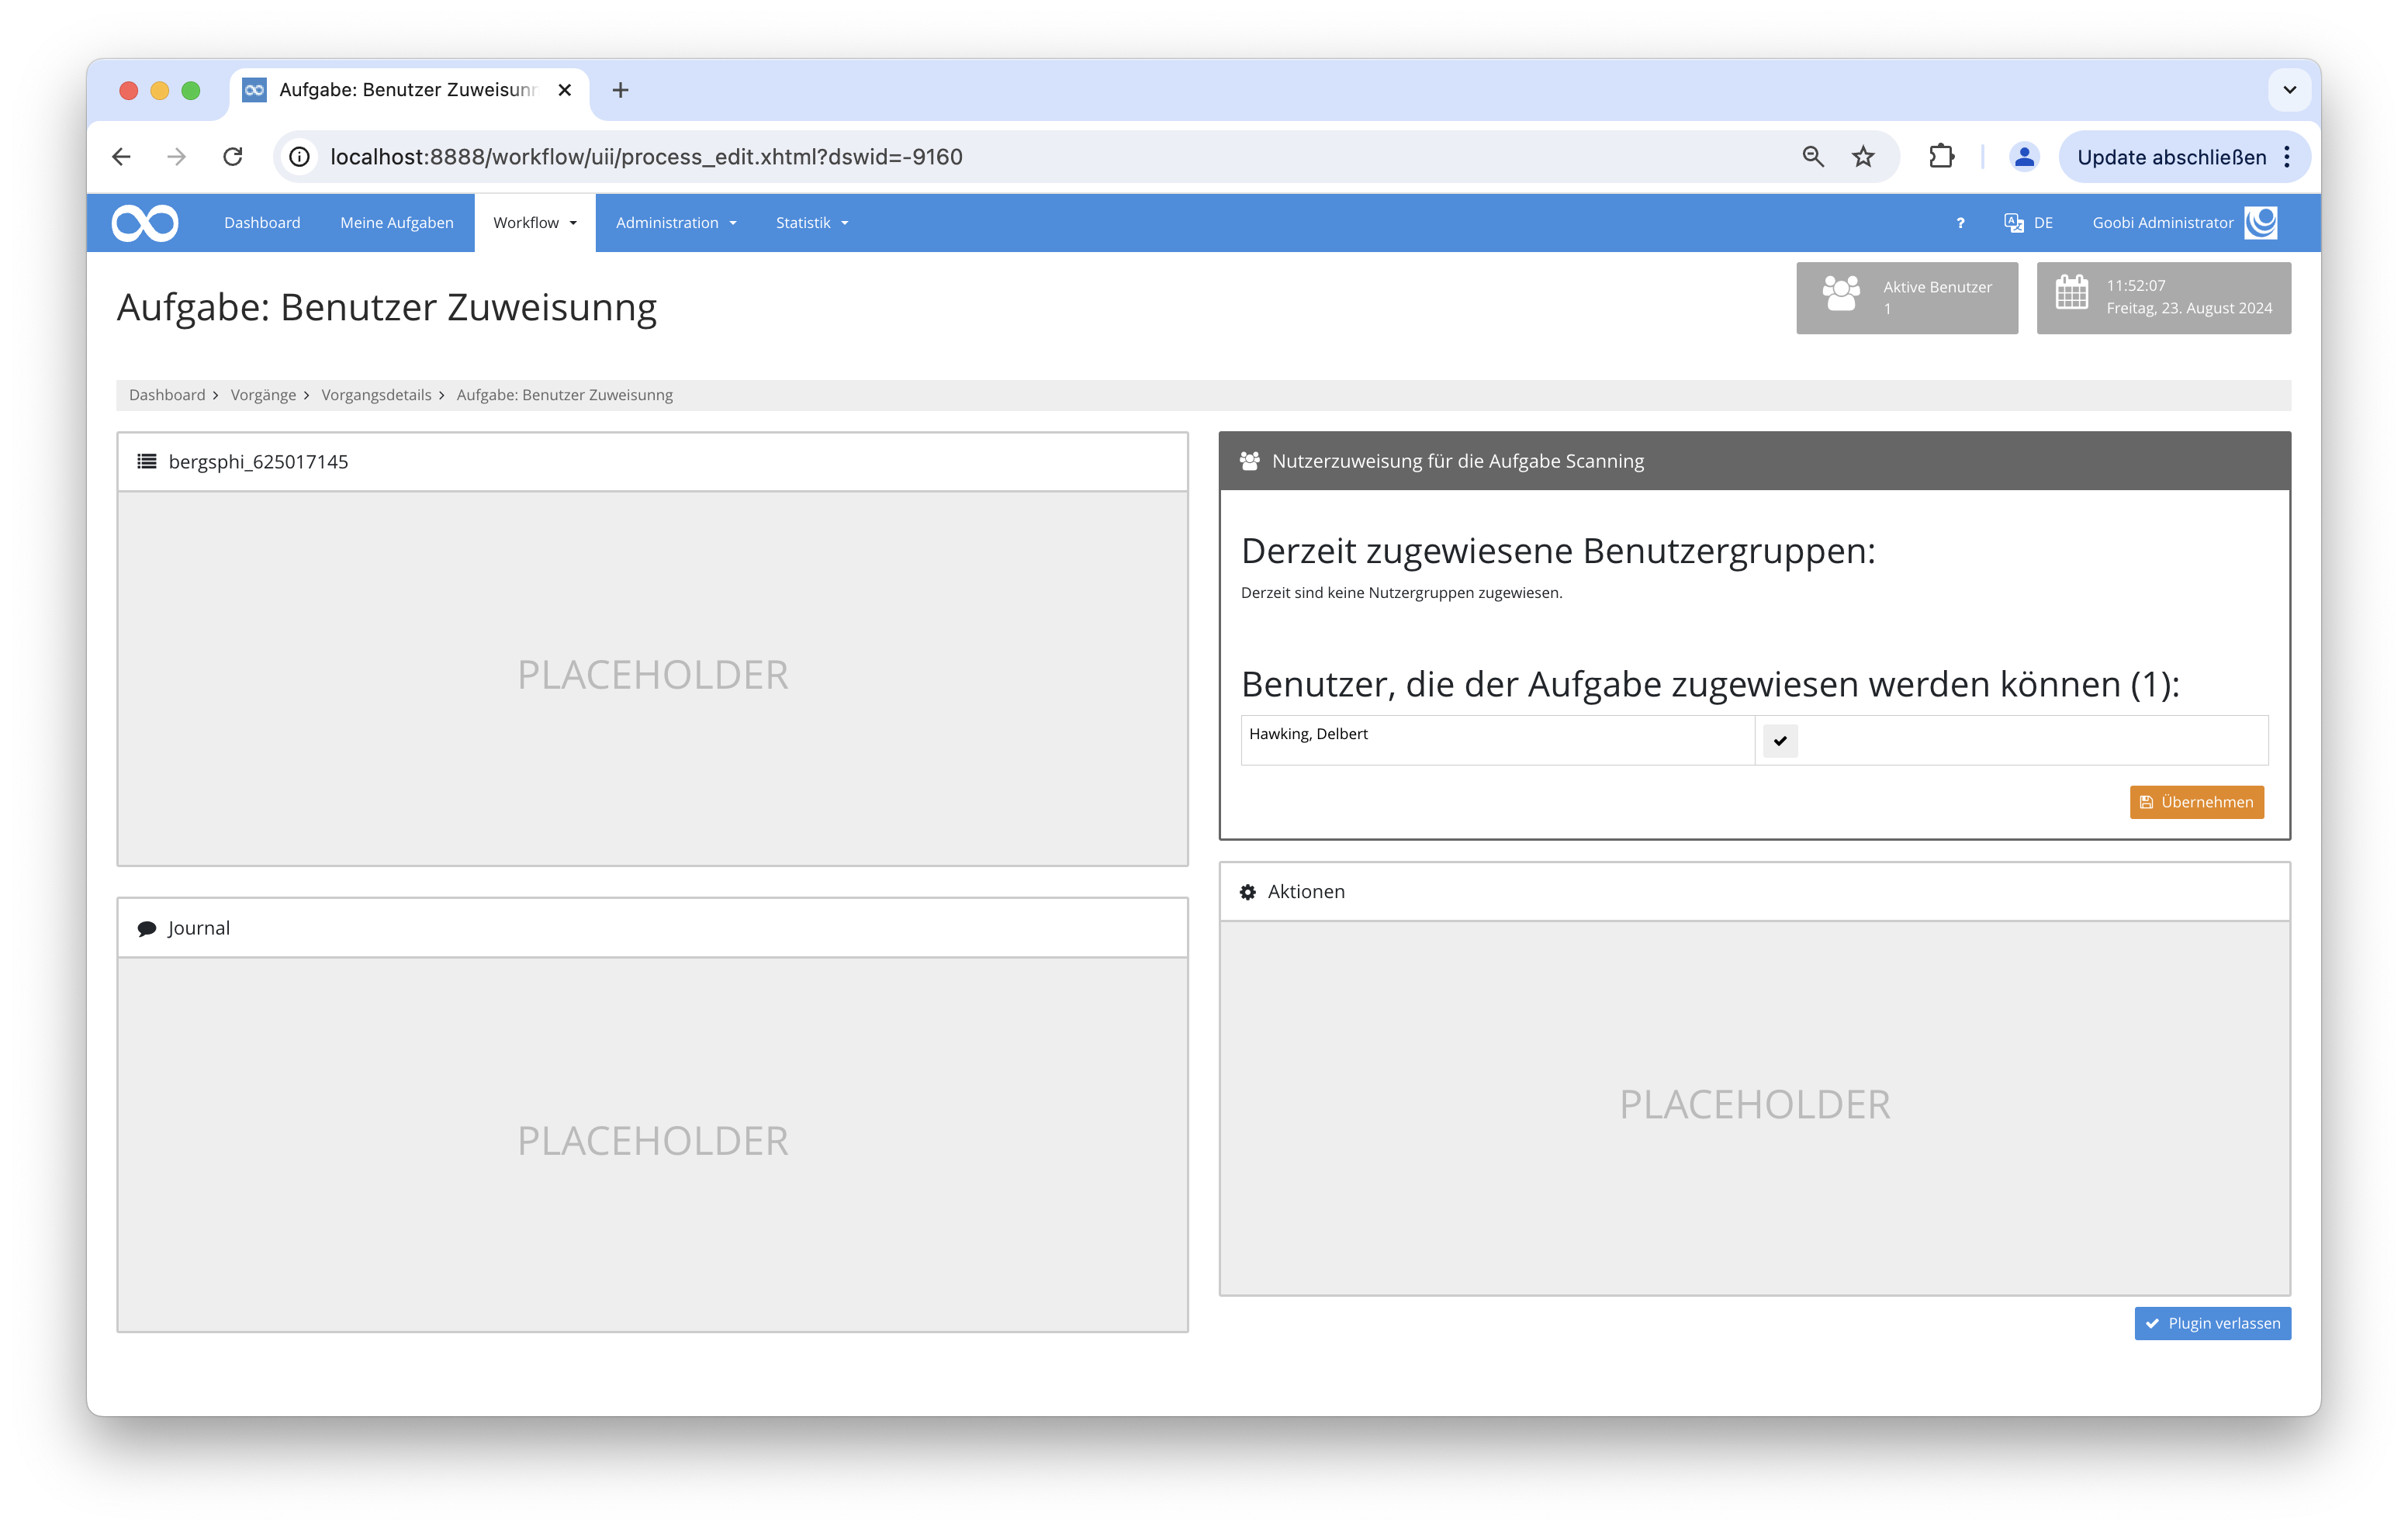 Aufgabe: Benutzer Zuweisunn
localhost:8888/workflow/uii/process_edit.xhtml?dswid=-9160
Update abschließen
Dashboard Meine Aufgaben Workflow Administration Statistik ? DE Goobi Administrator
Aufgabe: Benutzer Zuweisunng
Aktive Benutzer
1
11:52:07
Freitag, 23. August 2024
Dashboard Vorgänge Vorgangsdetails Aufgabe: Benutzer Zuweisunng
bergsphi_625017145
PLACEHOLDER
Journal
PLACEHOLDER
Nutzerzuweisung für die Aufgabe Scanning
Derzeit zugewiesene Benutzergruppen:
Derzeit sind keine Nutzergruppen zugewiesen.
Benutzer, die der Aufgabe zugewiesen werden können (1):
Hawking, Delbert
Übernehmen
Aktionen
PLACEHOLDER
Plugin verlassen